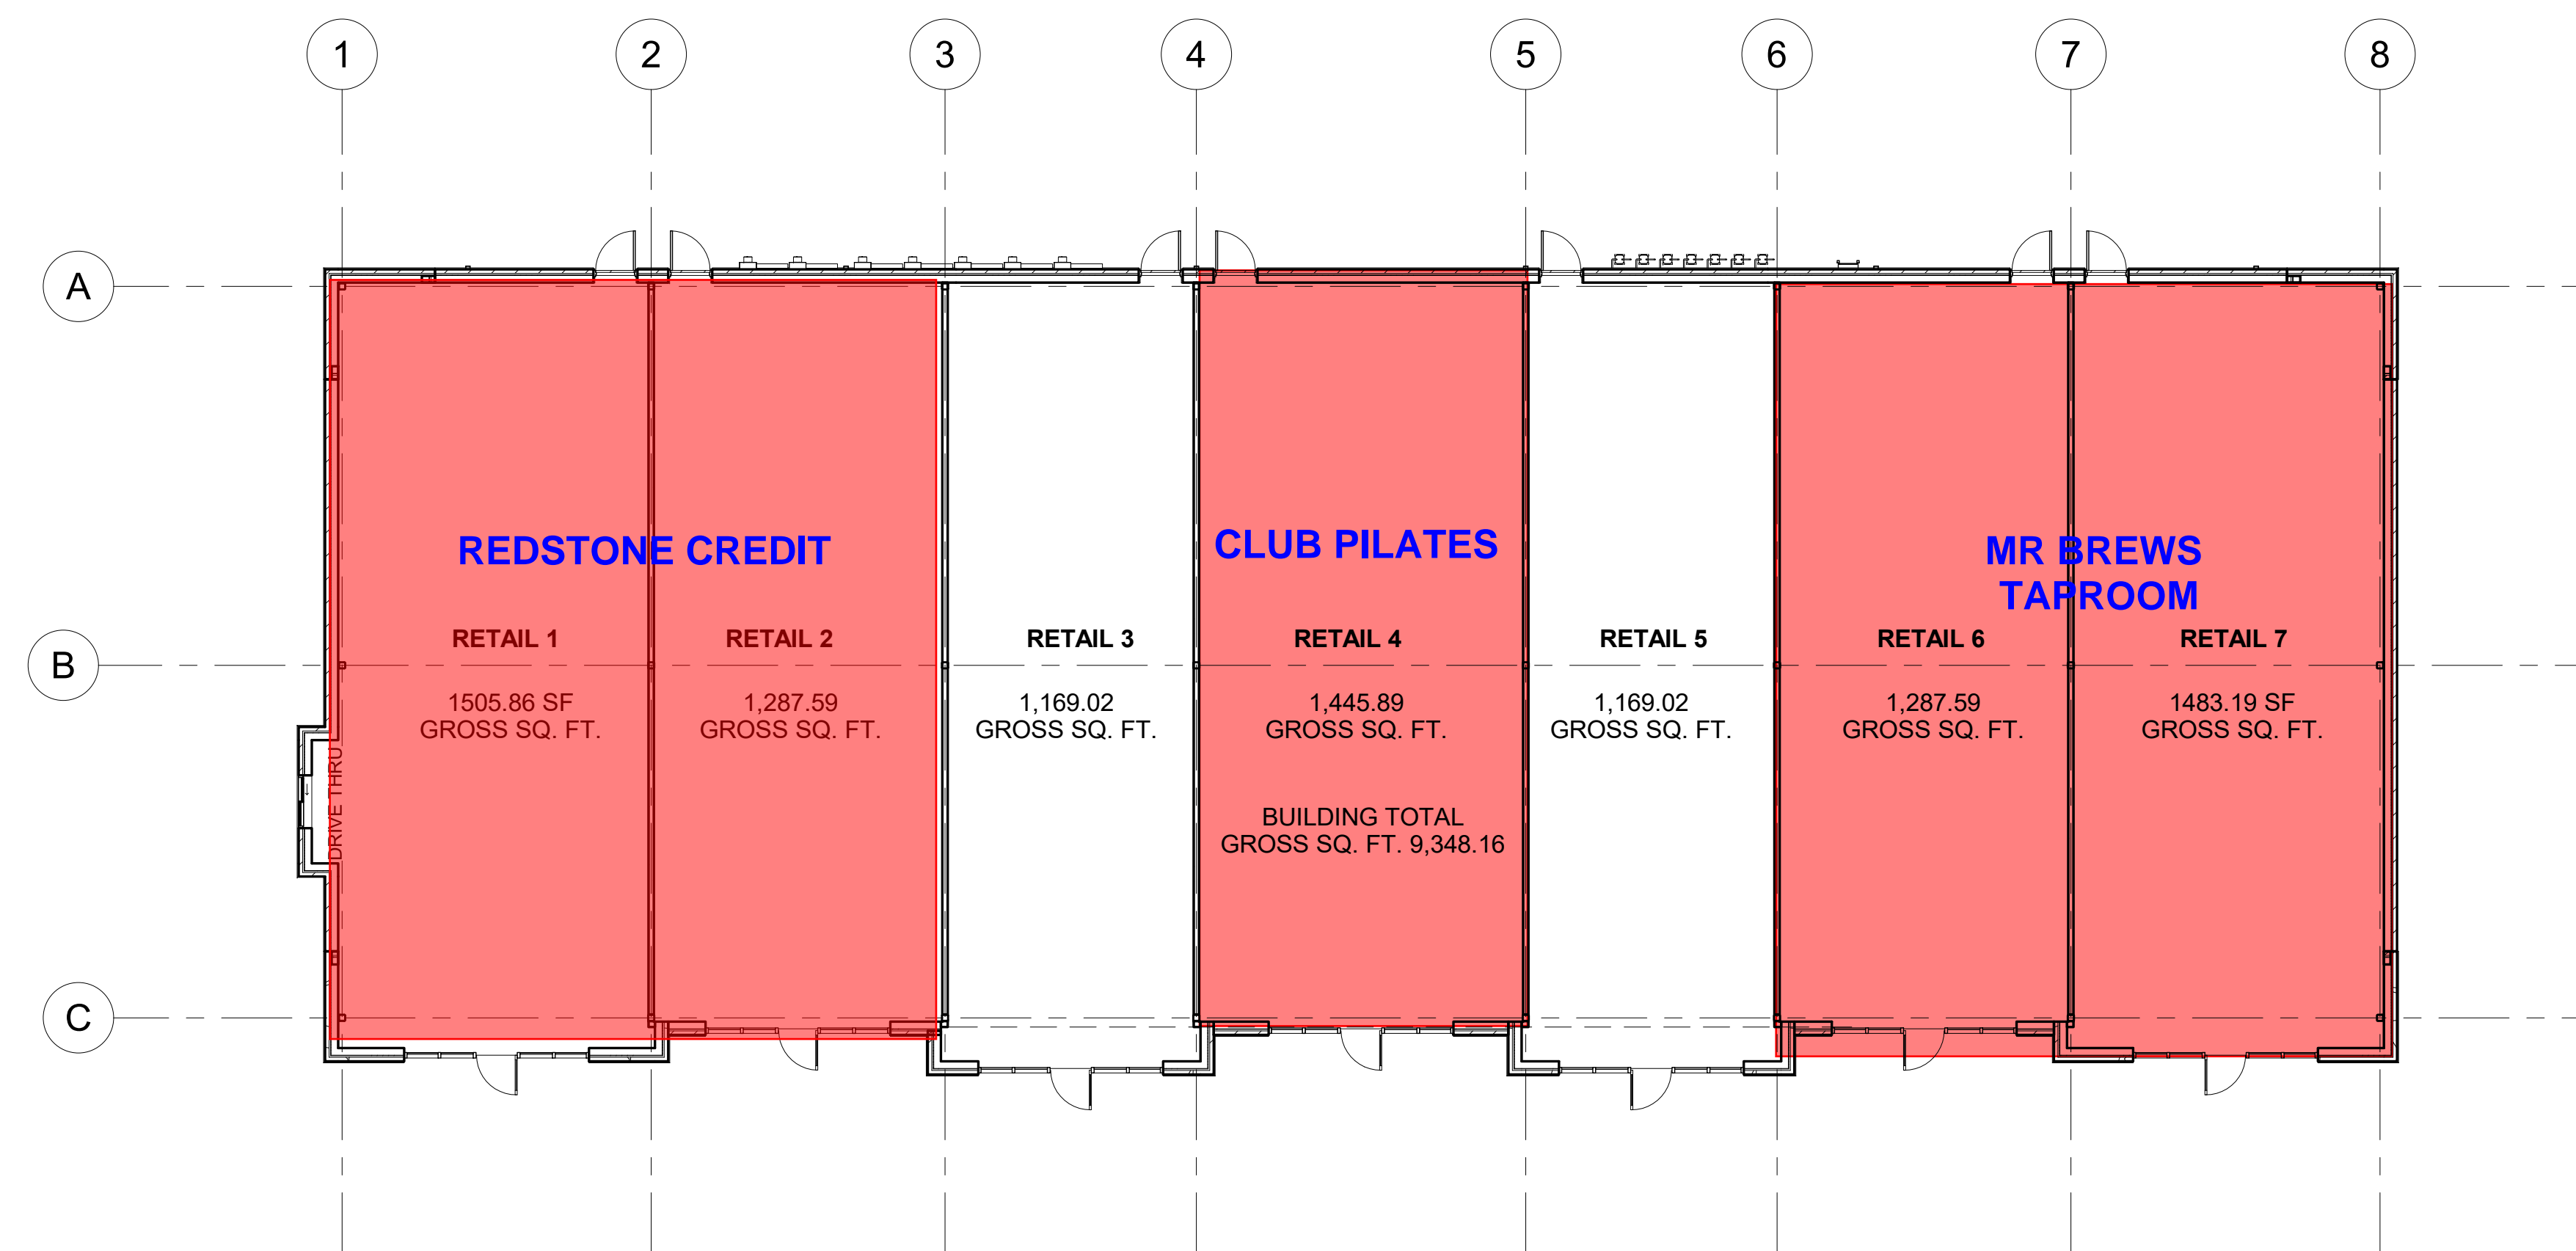 1 2 3 4 5 6 7 8
A
B
C
REDSTONE CREDIT
CLUB PILATES
MR BREWS
TAPROOM
RETAIL 1
1505.86 SF
GROSS SQ. FT.
RETAIL 2
1,287.59
GROSS SQ. FT.
RETAIL 3
1,169.02
GROSS SQ. FT.
RETAIL 4
1,445.89
GROSS SQ. FT.
BUILDING TOTAL
GROSS SQ. FT. 9,348.16
RETAIL 5
1,169.02
GROSS SQ. FT.
RETAIL 6
1,287.59
GROSS SQ. FT.
RETAIL 7
1483.19 SF
GROSS SQ. FT.
DRIVE THRU